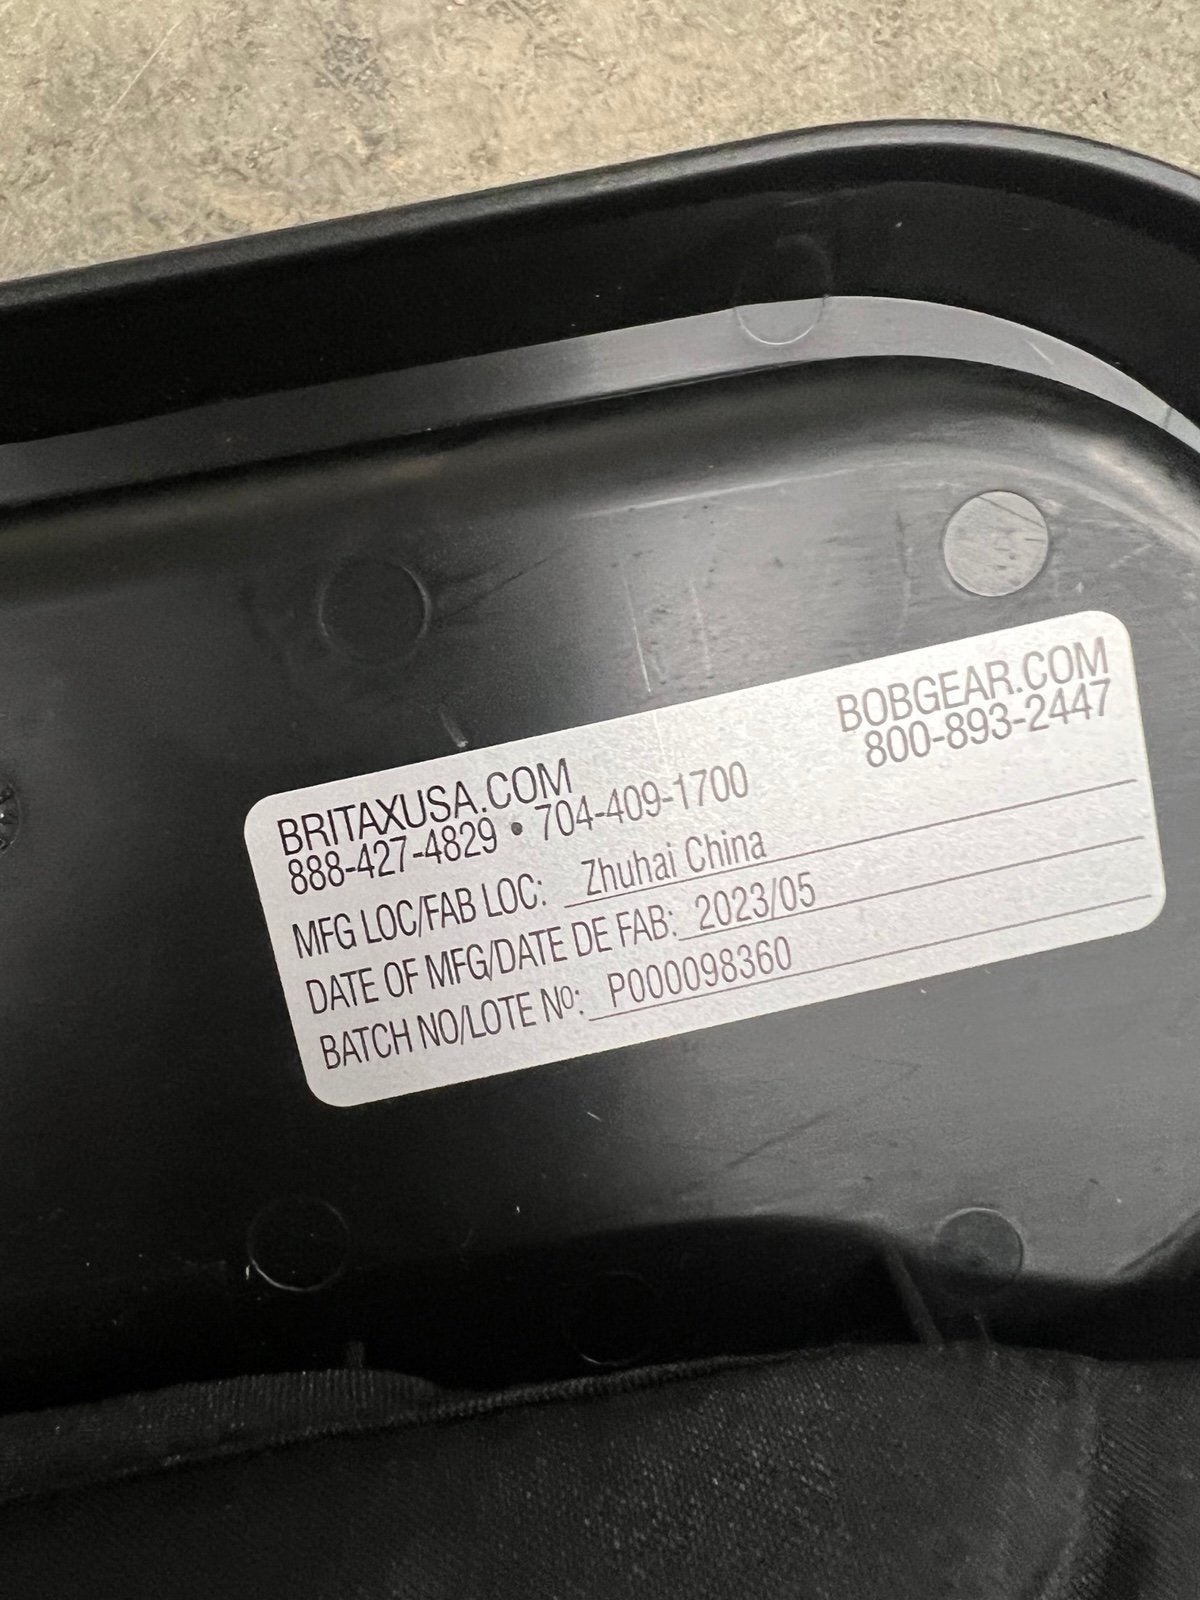 BRITAXUSA.COM
888-427-4829 • 704-409-1700
BOBGEAR.COM
800-893-2447
MFG LOC/FAB LOC: Zhuhai China
DATE OF MFG/DATE DE FAB: 2023/05
BATCH NO/LOTE Nº: P000098360